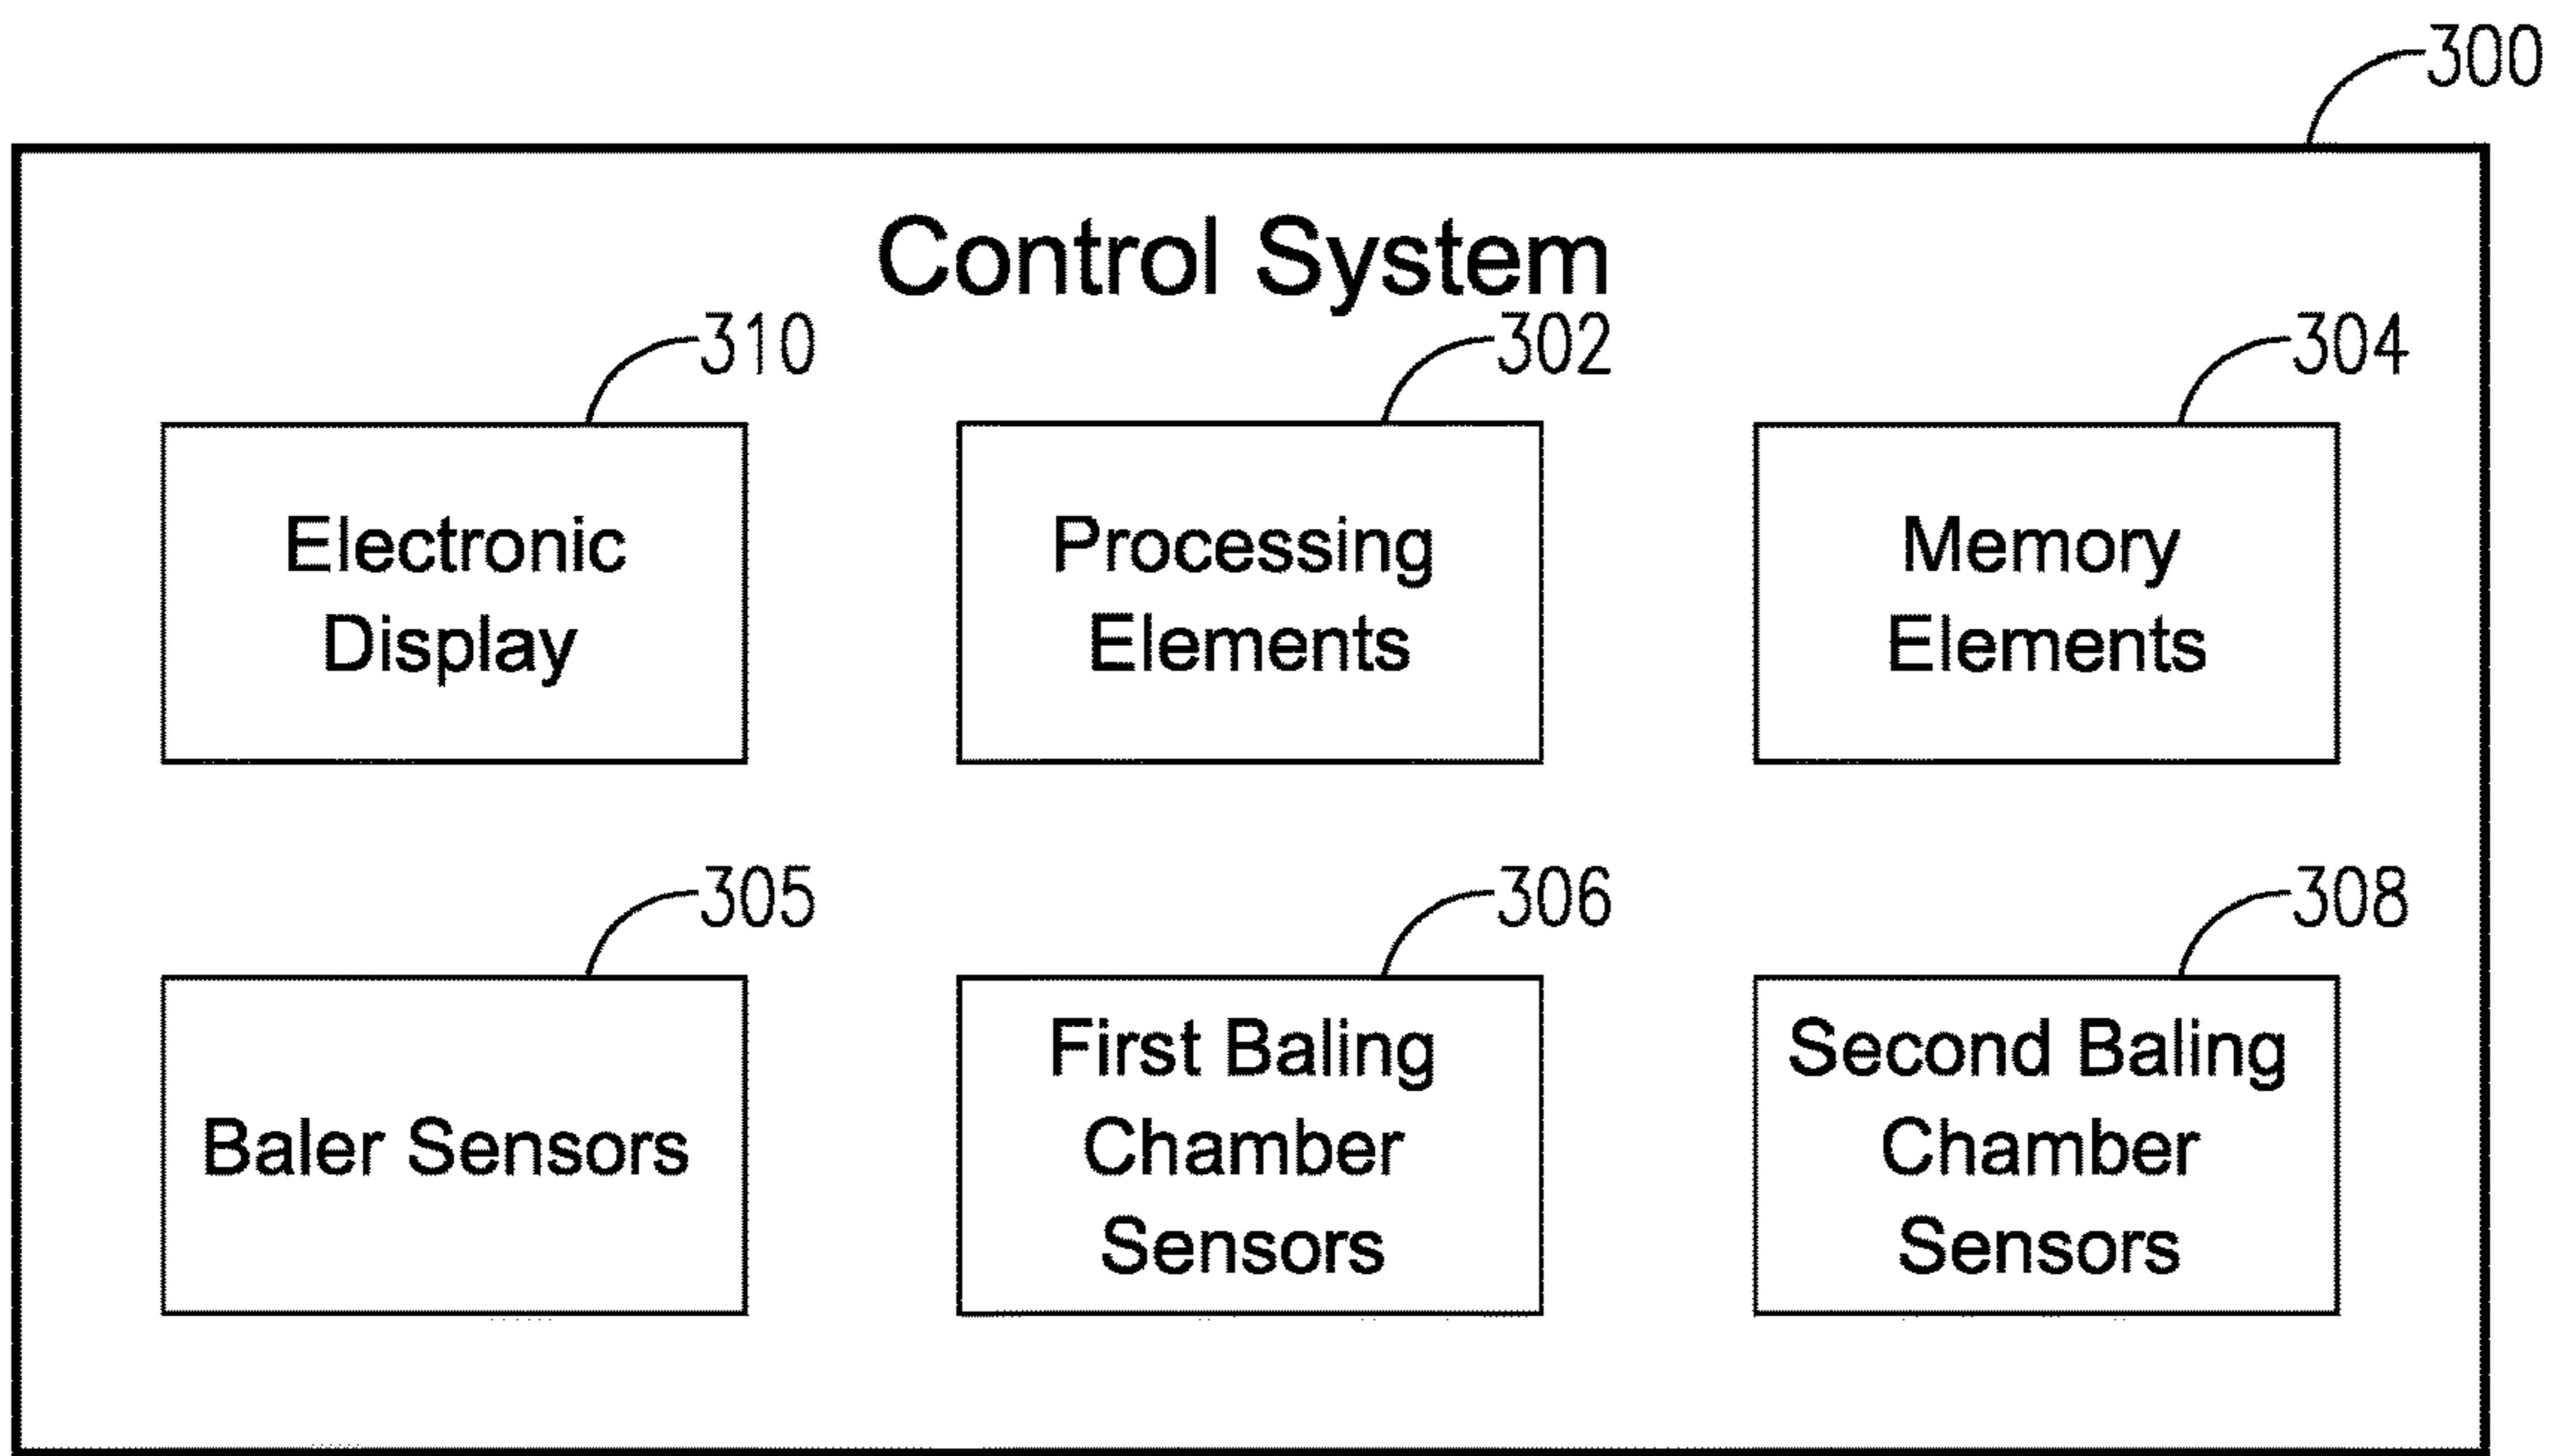 300
Control System
310
302
304
Electronic
Display
Processing
Elements
Memory
Elements
305
306
308
Baler Sensors
First Baling
Chamber
Sensors
Second Baling
Chamber
Sensors